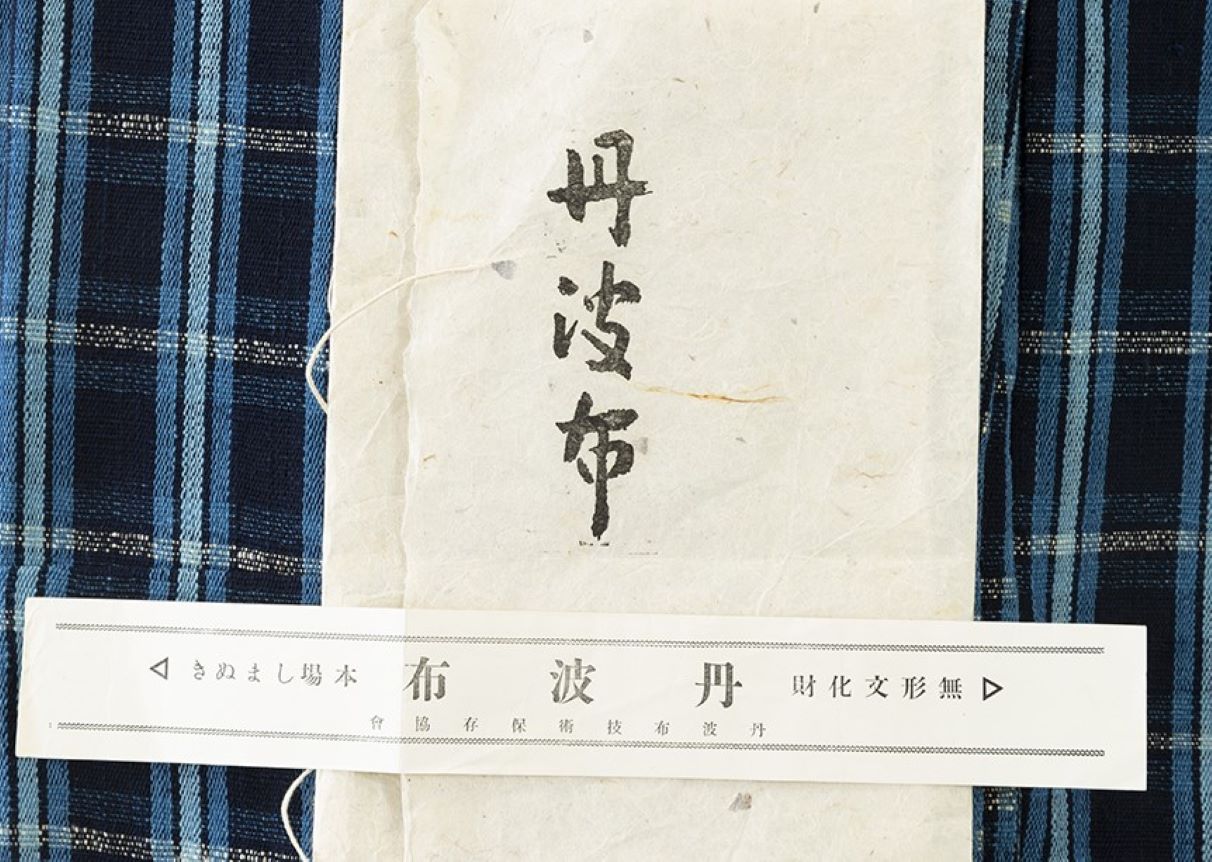 丹波布
無形文化財 丹波布 本場しまぬき
丹波布技術保存協會